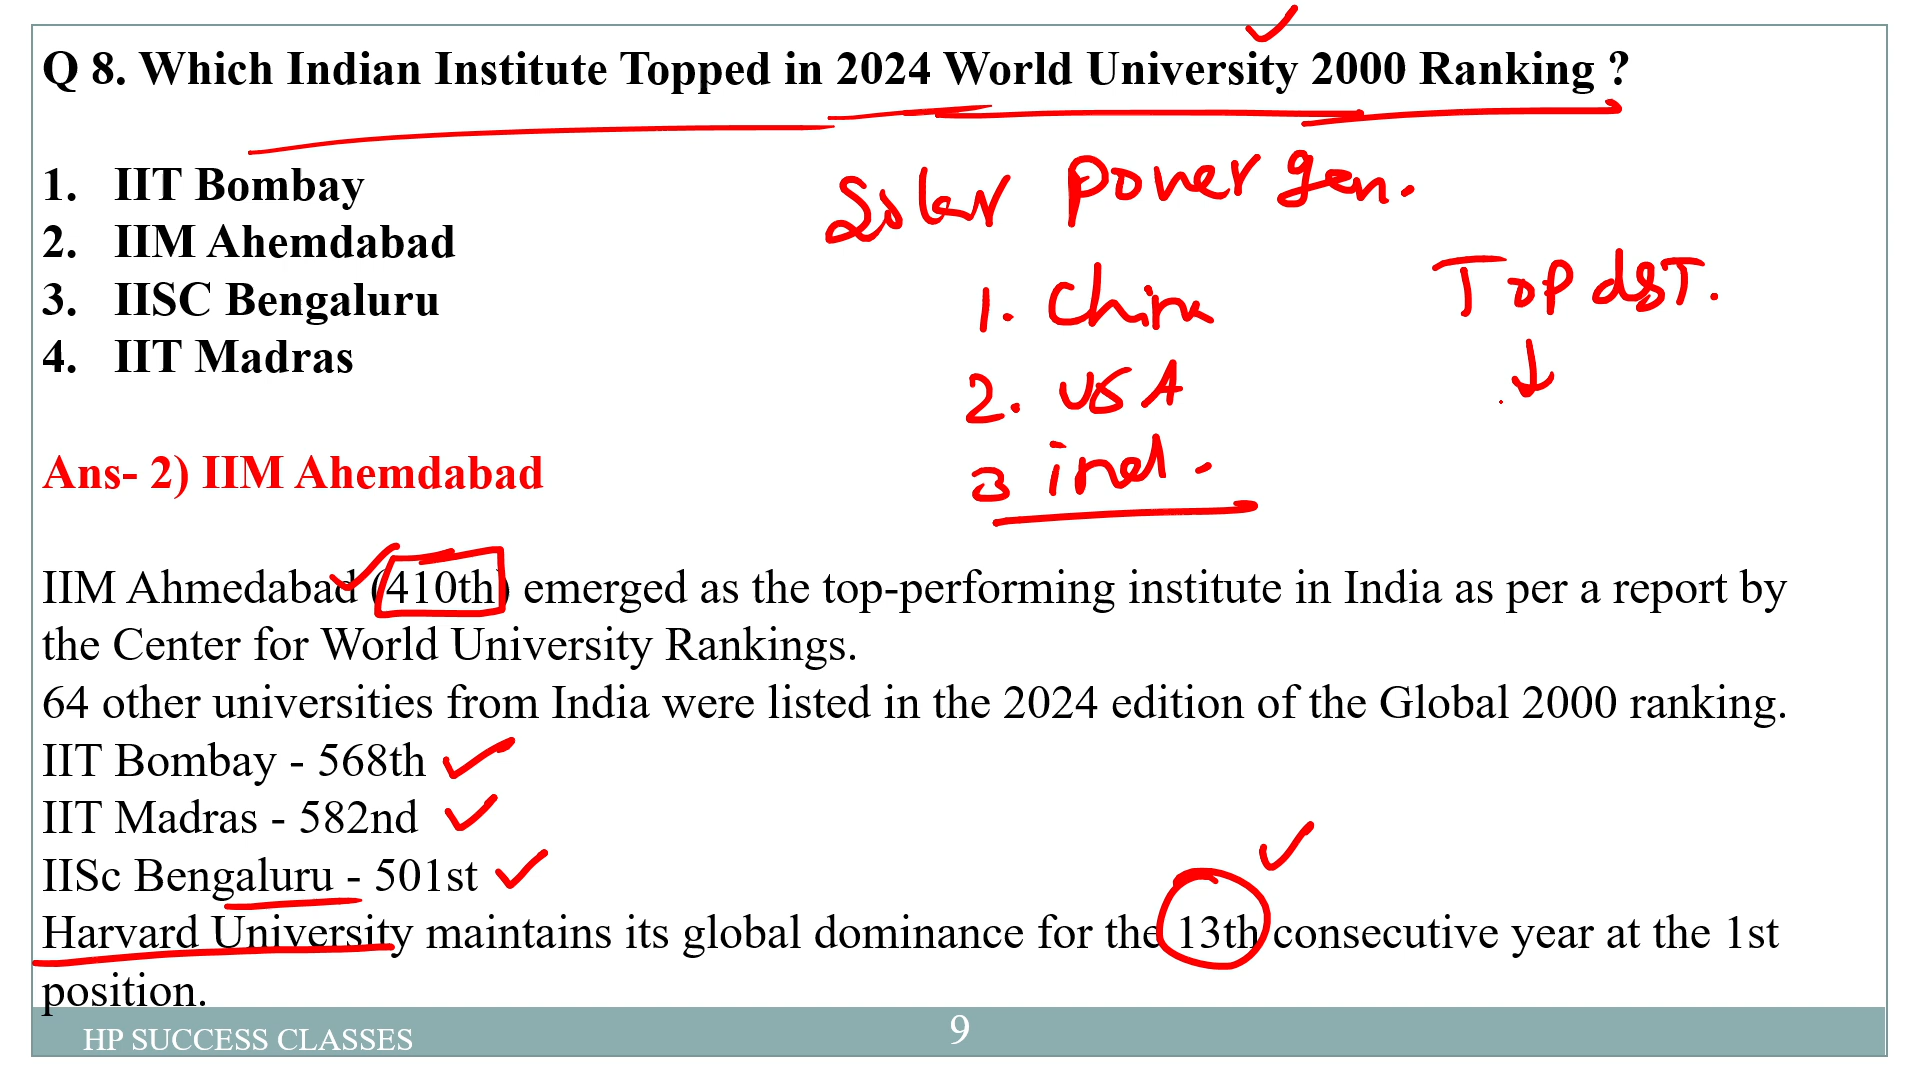 Q 8. Which Indian Institute Topped in 2024 World University 2000 Ranking ?
1. IIT Bombay
2. IIM Ahemdabad
3. IISC Bengaluru
4. IIT Madras
Solar power gen.
1. China
2. USA
3 ind.
Top dst.
Ans- 2) IIM Ahemdabad
IIM Ahmedabad (410th) emerged as the top-performing institute in India as per a report by
the Center for World University Rankings.
64 other universities from India were listed in the 2024 edition of the Global 2000 ranking.
IIT Bombay - 568th
IIT Madras - 582nd
IISc Bengaluru - 501st
Harvard University maintains its global dominance for the 13th consecutive year at the 1st
position.
HP SUCCESS CLASSES
9